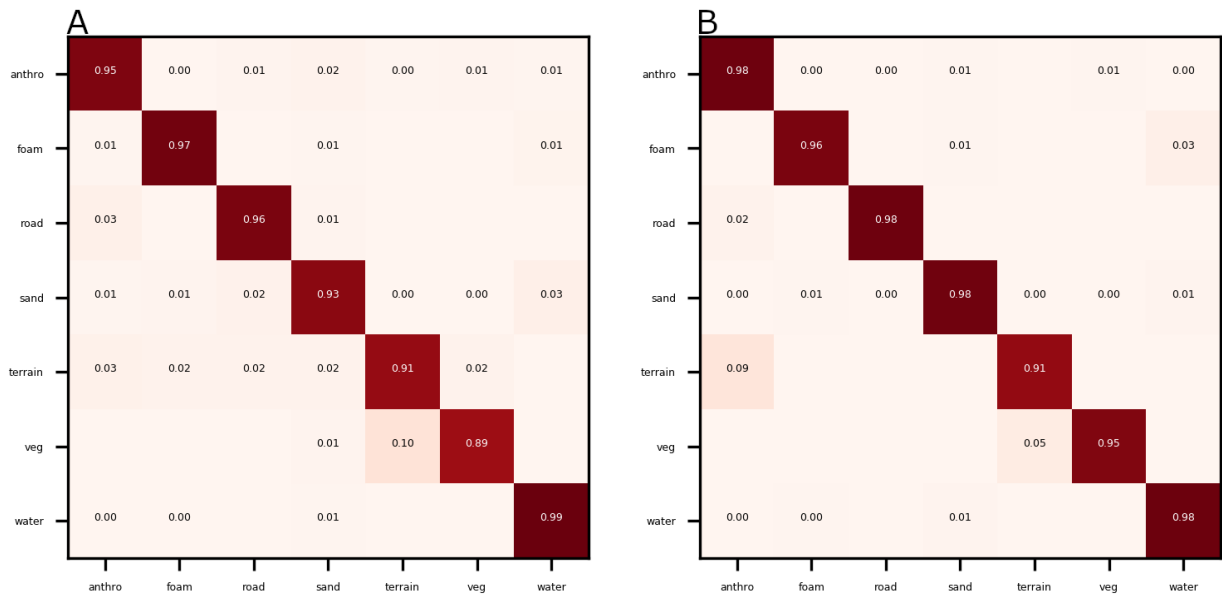 A
anthro 0.95 0.00 0.01 0.02 0.00 0.01 0.01
foam 0.01 0.97 0.01 0.01
road 0.03 0.96 0.01
sand 0.01 0.01 0.02 0.93 0.00 0.00 0.03
terrain 0.03 0.02 0.02 0.02 0.91 0.02
veg 0.01 0.10 0.89
water 0.00 0.00 0.01 0.99
anthro foam road sand terrain veg water
B
anthro 0.98 0.00 0.00 0.01 0.01 0.00
foam 0.96 0.01 0.03
road 0.02 0.98
sand 0.00 0.01 0.00 0.98 0.00 0.00 0.01
terrain 0.09 0.91
veg 0.05 0.95
water 0.00 0.00 0.01 0.98
anthro foam road sand terrain veg water